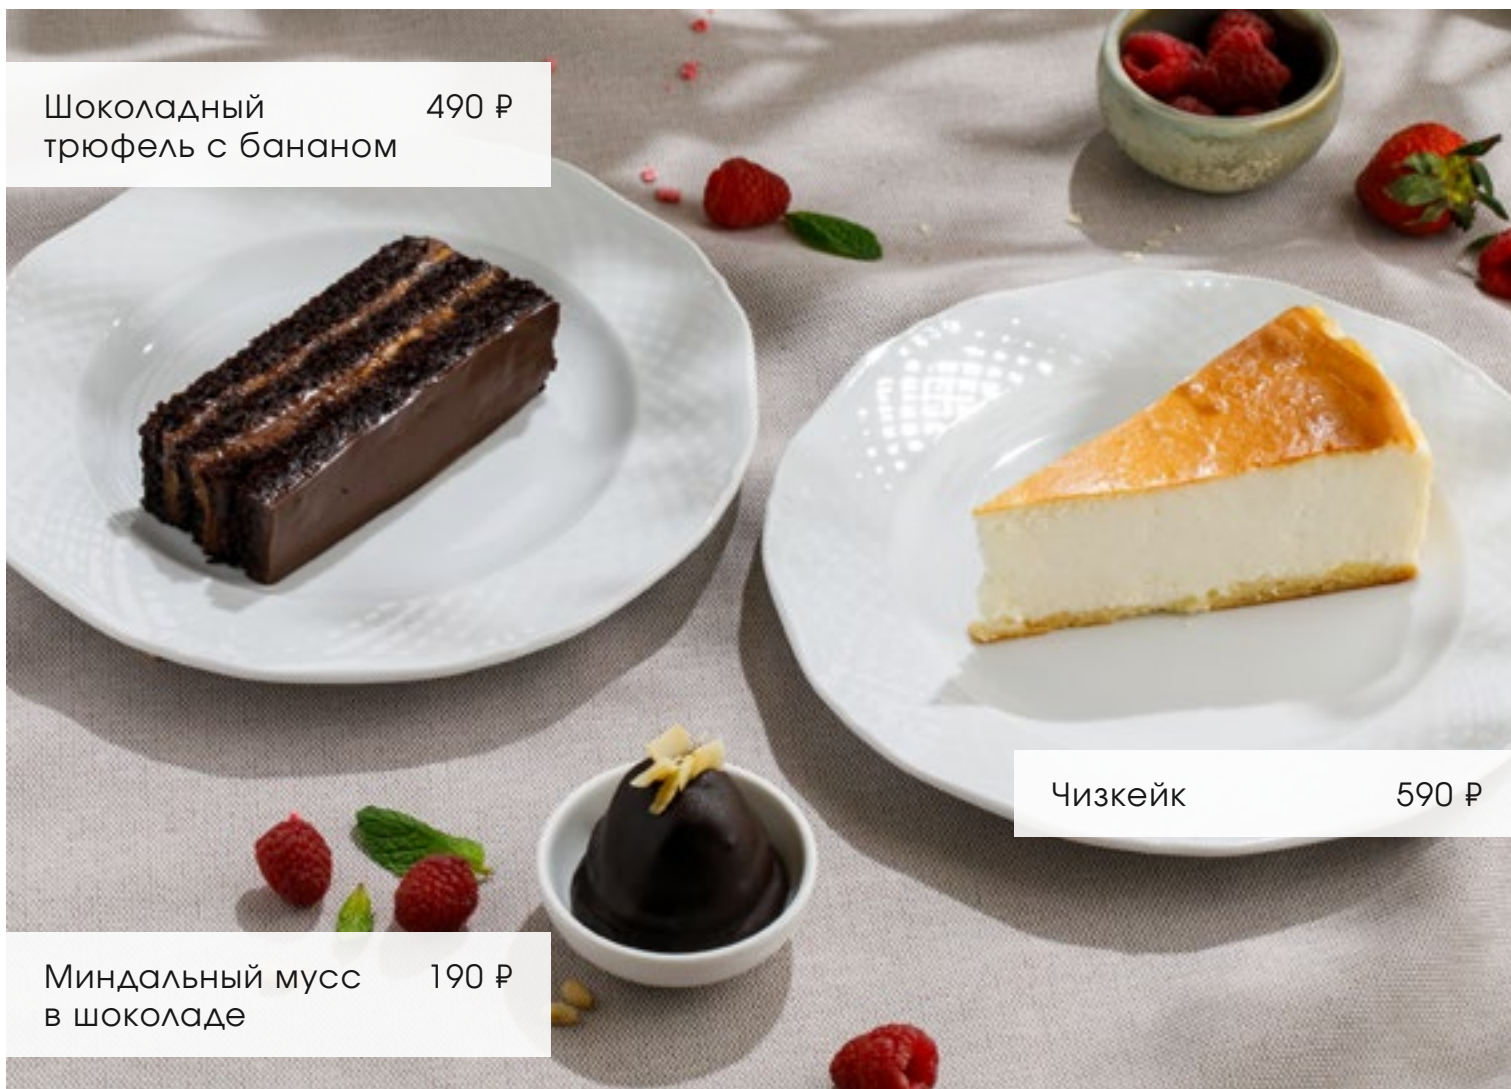 Шоколадный 490 ₽
трюфель с бананом
Чизкейк 590 ₽
Миндальный мусс 190 ₽
в шоколаде